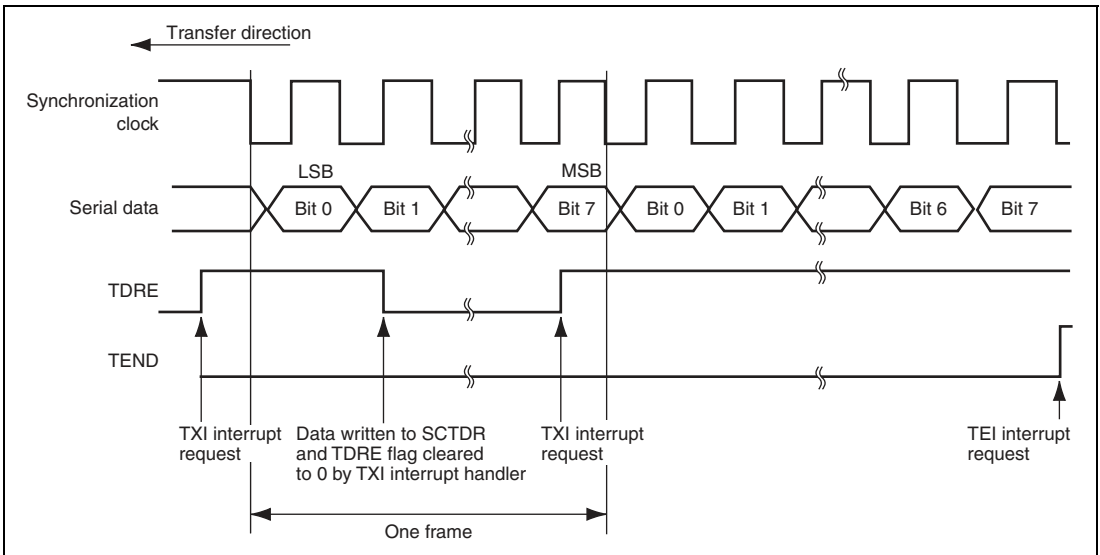 Transfer direction
Synchronization
clock
LSB
MSB
Serial data
Bit 0
Bit 1
Bit 7
Bit 0
Bit 1
Bit 6
Bit 7
TDRE
TEND
TXI interrupt
request
Data written to SCTDR
and TDRE flag cleared
to 0 by TXI interrupt handler
TXI interrupt
request
TEI interrupt
request
One frame